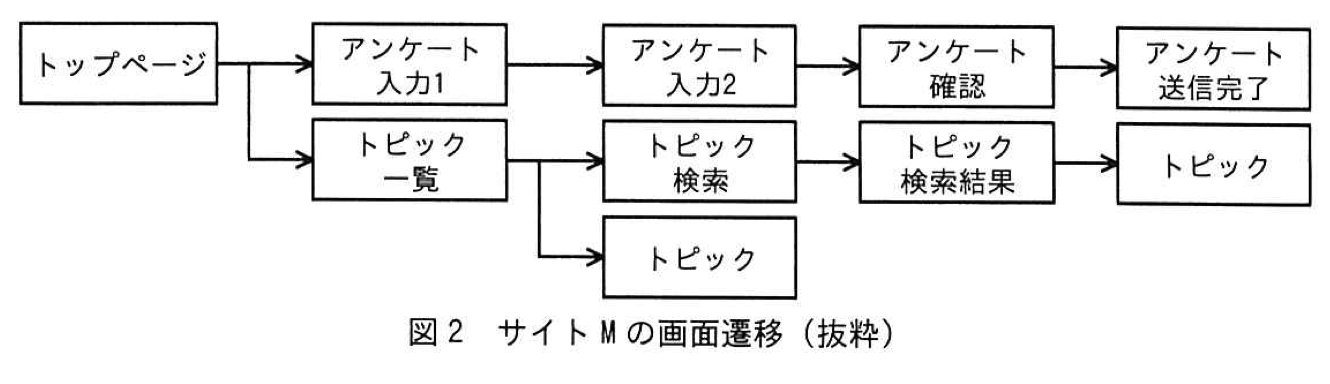 トップページ
アンケート
入力1
アンケート
入力2
アンケート
確認
アンケート
送信完了
トピック
一覧
トピック
検索
トピック
検索結果
トピック
トピック
図2 サイトMの画面遷移（抜粋）